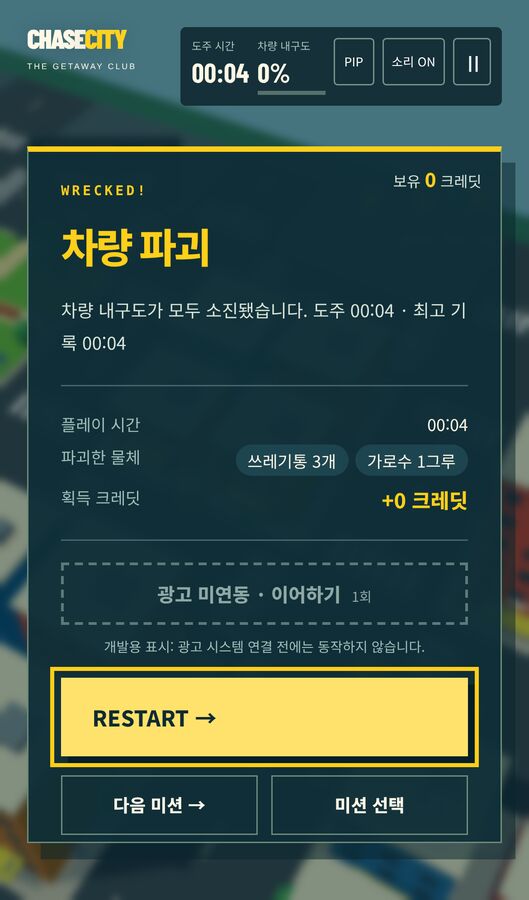 CHASECITY
THE GETAWAY CLUB
도주 시간 차량 내구도
00:04 0%
PIP
소리 ON
보유 0 크레딧
WRECKED!
차량 파괴
차량 내구도가 모두 소진됐습니다. 도주 00:04 · 최고 기
록 00:04
플레이 시간 00:04
파괴한 물체 쓰레기통 3개 가로수 1그루
획득 크레딧 +0 크레딧
광고 미연동 · 이어하기 1회
개발용 표시: 광고 시스템 연결 전에는 동작하지 않습니다.
RESTART →
다음 미션 → 미션 선택